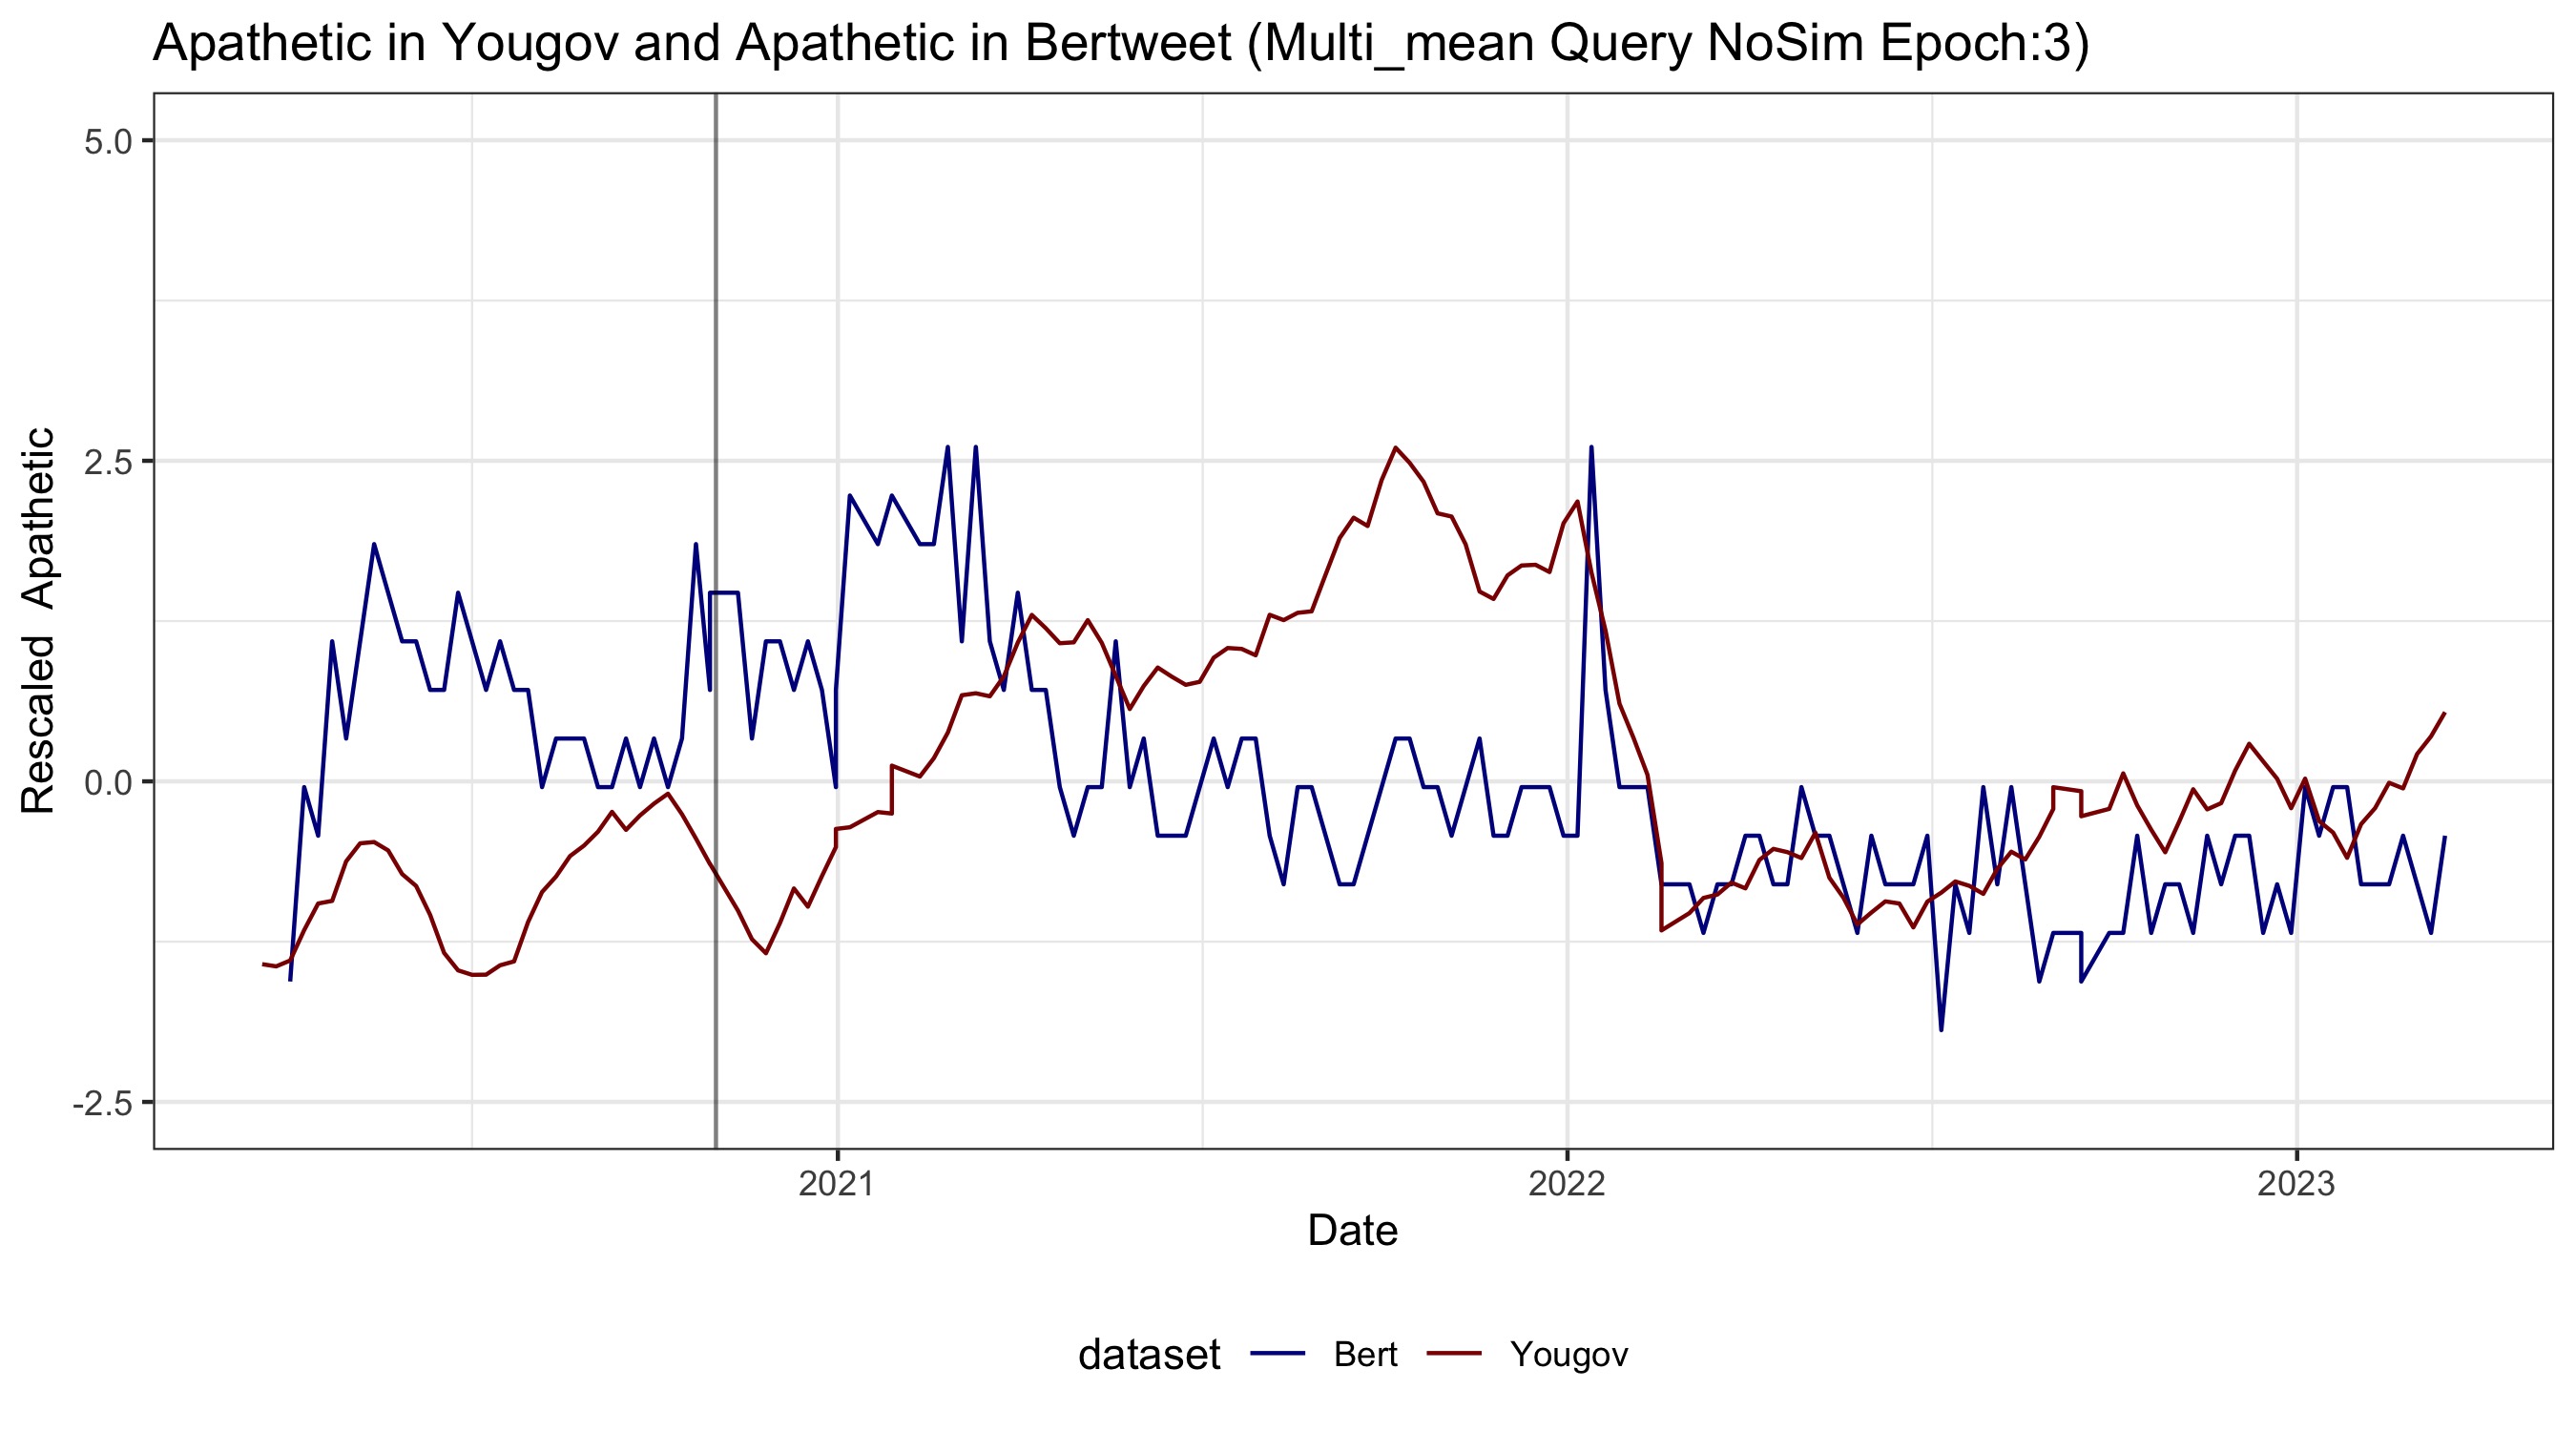 Apathetic in Yougov and Apathetic in Bertweet (Multi_mean Query NoSim Epoch:3)
5.0
2.5
0.0
-2.5
Rescaled Apathetic
2021
2022
2023
Date
dataset Bert Yougov